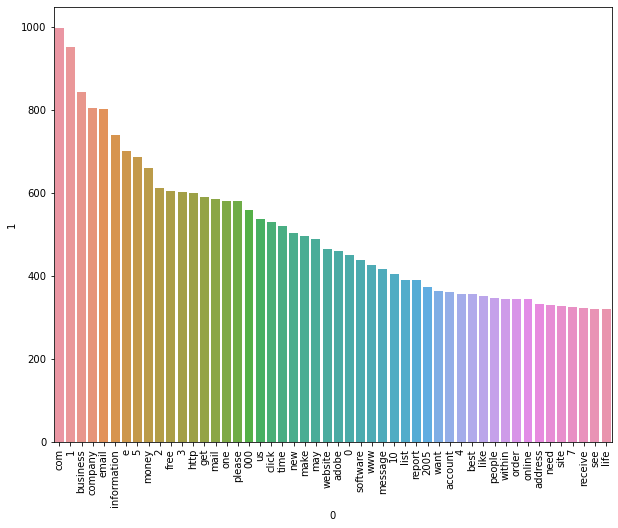 1000
800
600
400
200
0
1
com
1
business
company
email
information
e
5
money
2
free
3
http
get
mail
one
please
000
us
click
time
new
make
may
website
adobe
0
software
www
message
10
list
report
2005
want
account
4
best
like
people
within
order
online
address
need
site
7
receive
see
life
0